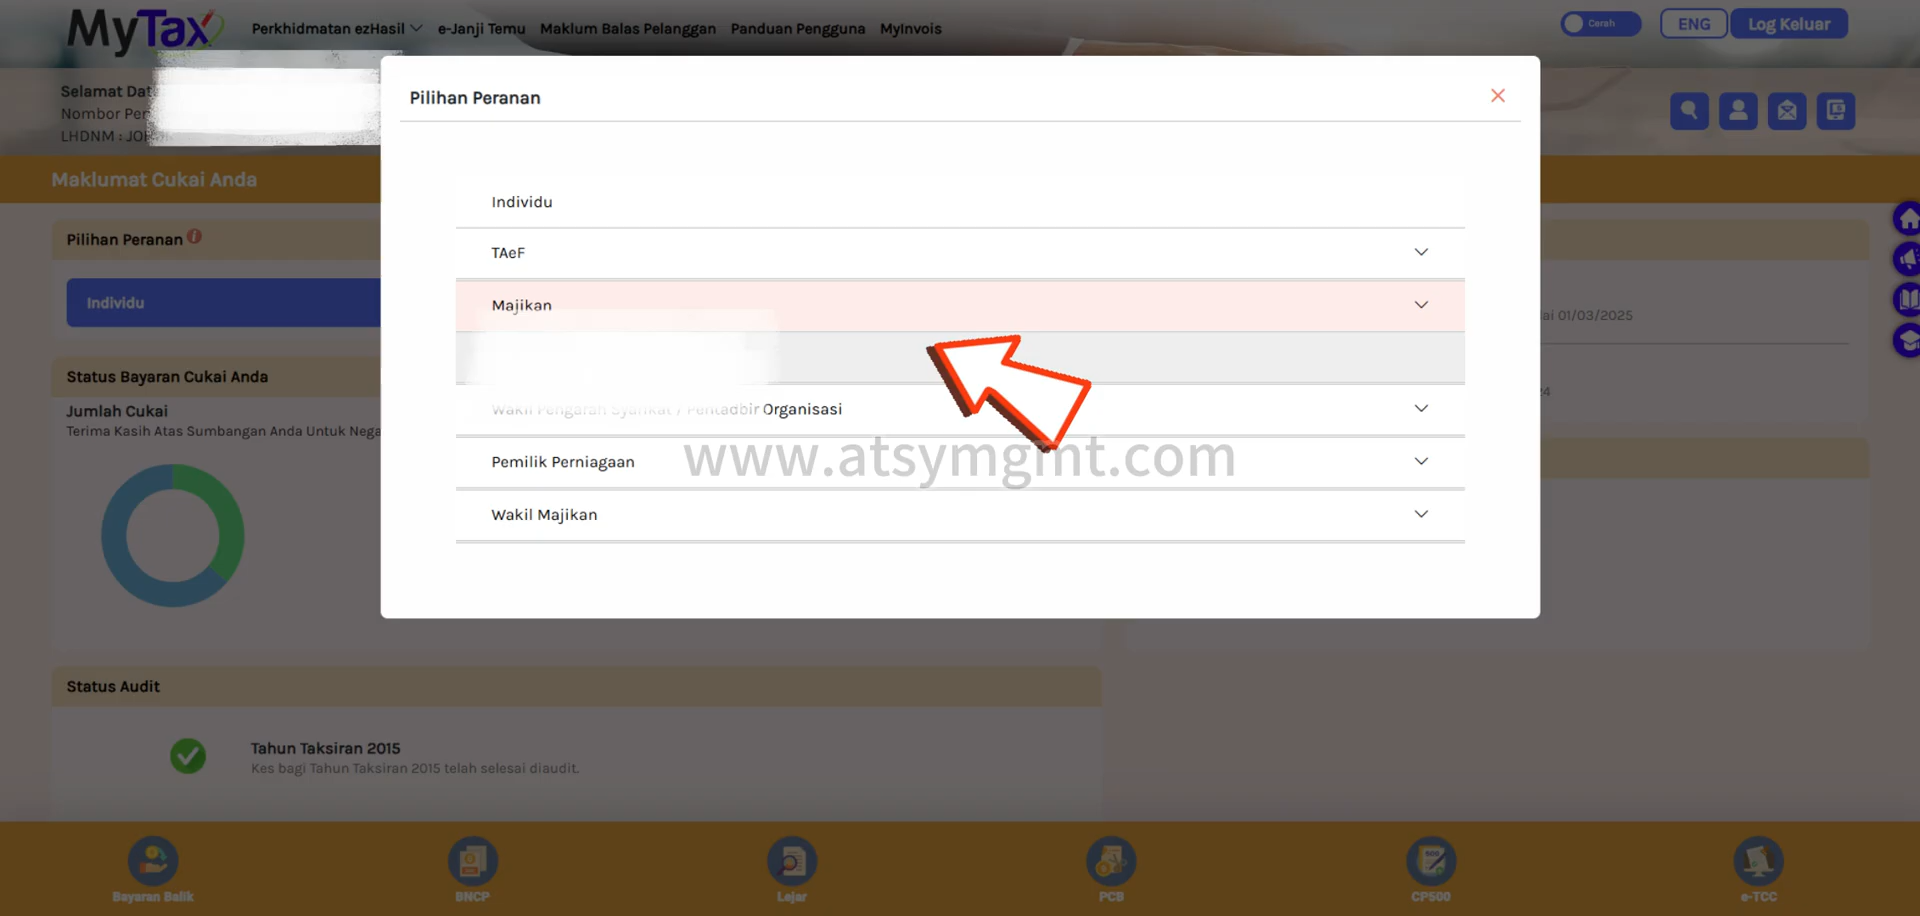 MyTax
Perkhidmatan ezHasil
e-Janji Temu
Maklum Balas Pelanggan
Panduan Pengguna
MyInvois
Cerah
ENG
Log Keluar
Selamat Dat
Nombor Pe
LHDNM : JO
Maklumat Cukai Anda
Pilihan Peranan
Individu
Status Bayaran Cukai Anda
Jumlah Cukai
Terima Kasih Atas Sumbangan Anda Untuk Nega
Pilihan Peranan
Individu
TAeF
Majikan
Wakil Pengarah Syarikat / Pentadbir Organisasi
Pemilik Perniagaan
Wakil Majikan
www.atsymgmt.com
ai 01/03/2025
Status Audit
Tahun Taksiran 2015
Kes bagi Tahun Taksiran 2015 telah selesai diaudit.
Bayaran Balik
BNCP
Lejar
PCB
CP500
e-TCC